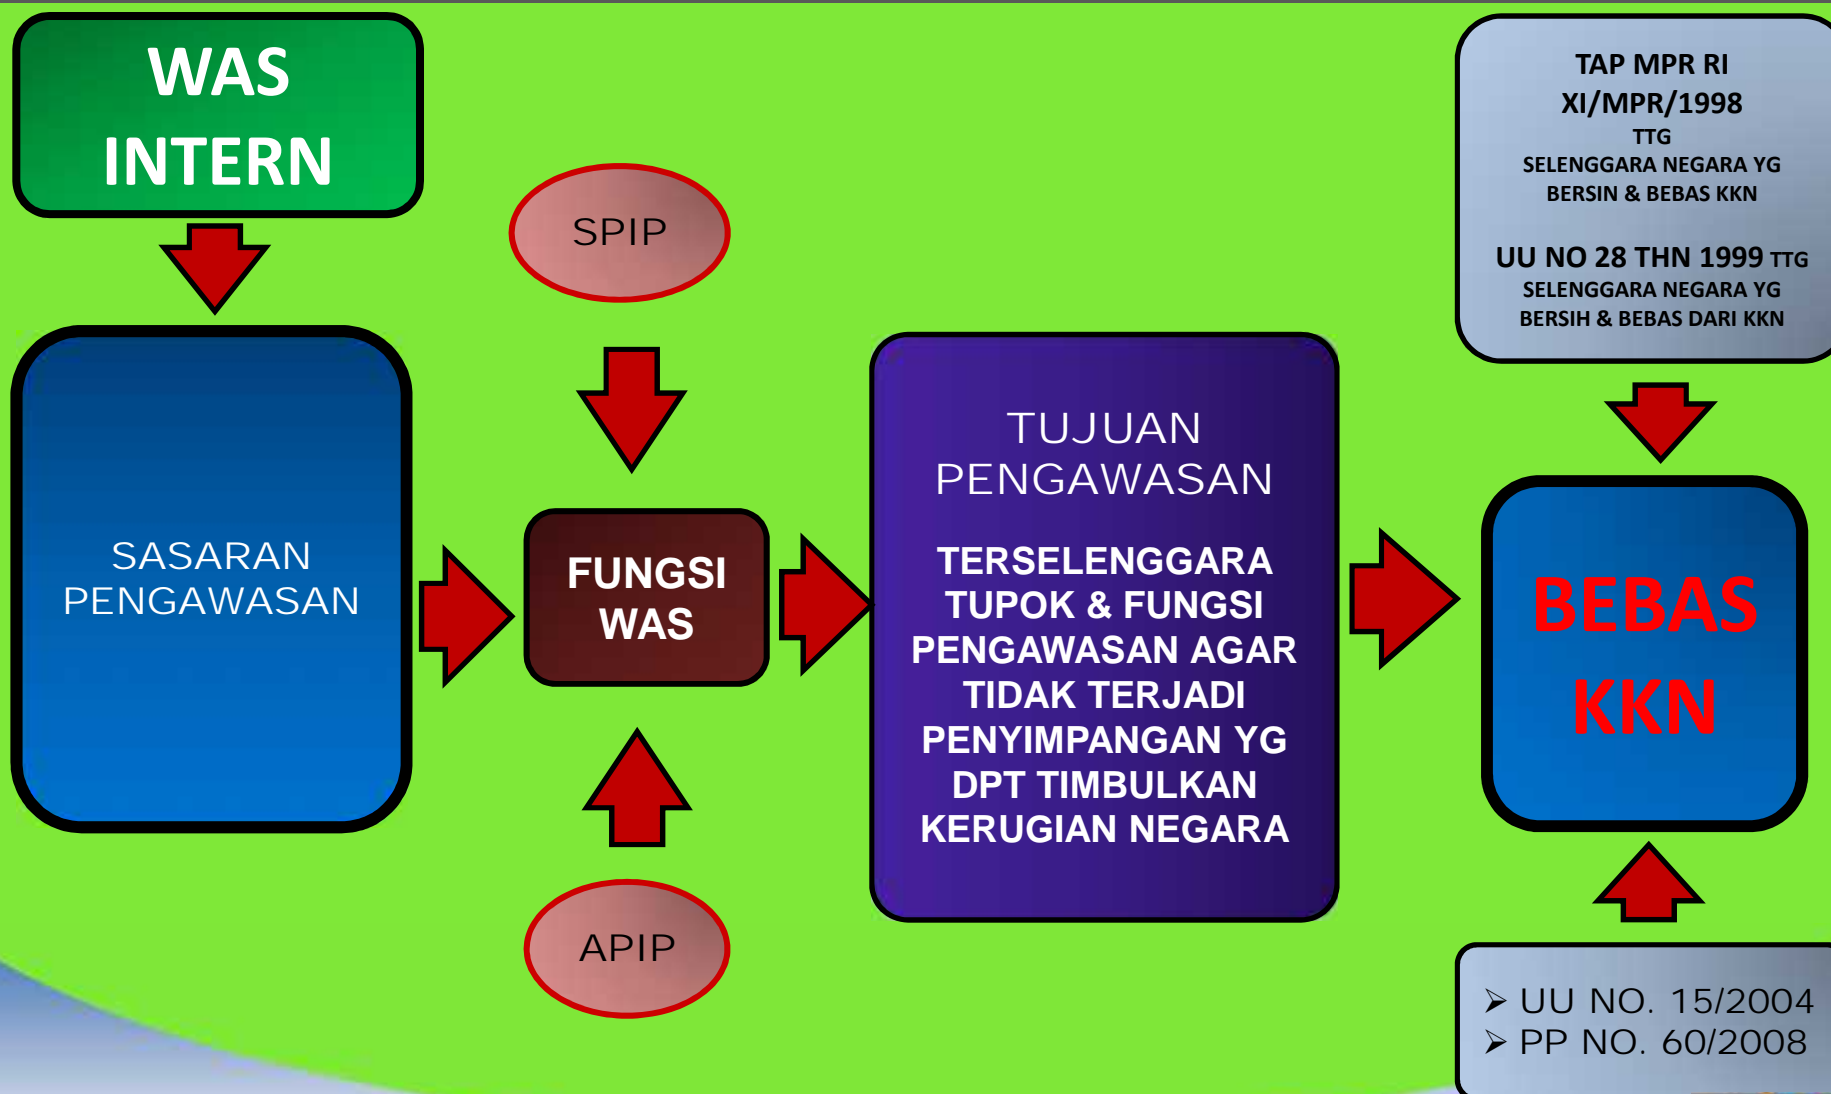 WAS
INTERN
SASARAN
PENGAWASAN
SPIP
FUNGSI
WAS
APIP
TUJUAN
PENGAWASAN
TERSELENGGARA
TUPOK & FUNGSI
PENGAWASAN AGAR
TIDAK TERJADI
PENYIMPANGAN YG
DPT TIMBULKAN
KERUGIAN NEGARA
TAP MPR RI
XI/MPR/1998
TTG
SELENGGARA NEGARA YG
BERSIN & BEBAS KKN
UU NO 28 THN 1999 TTG
SELENGGARA NEGARA YG
BERSIH & BEBAS DARI KKN
BEBAS
KKN
➢ UU NO. 15/2004
➢ PP NO. 60/2008